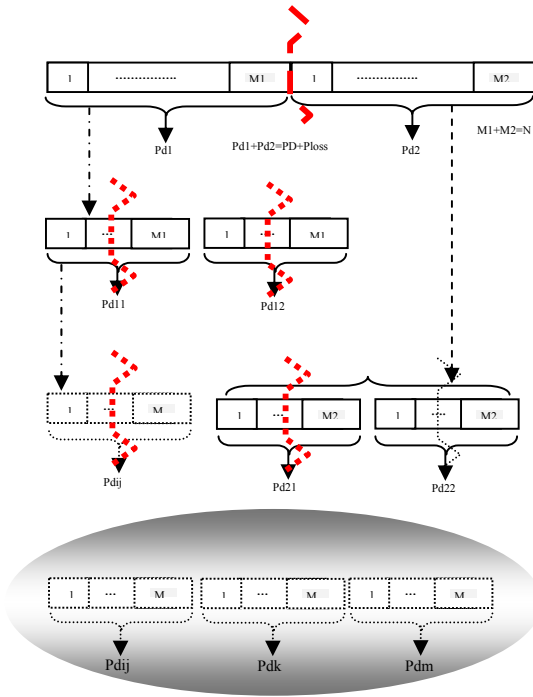 1 ............... M1 1 ............... M2
Pd1 Pd1+Pd2=PD+Ploss Pd2 M1+M2=N
1 ... M1 1 .... M1
Pd11 Pd12
1 ... M 1 ... M2 1 ..... M2
Pdij Pd21 Pd22
1 ... M 1 ... M 1 ... M
Pdij Pdk Pdm